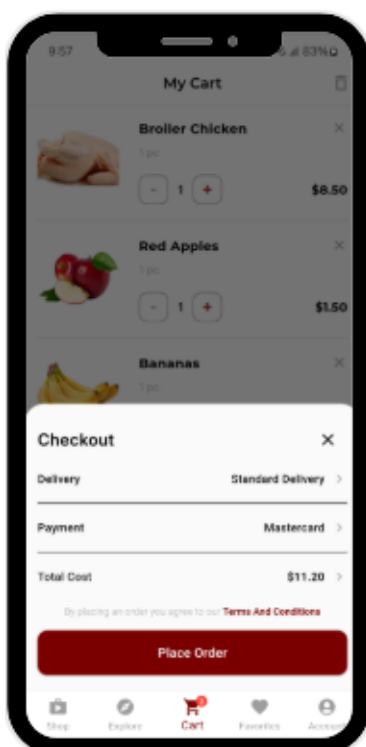 9:57
83%
My Cart
Broiler Chicken
1 pc
- 1 +
$8.50
Red Apples
1 pc
- 1 +
$1.50
Bananas
1 pc
Checkout
Delivery Standard Delivery
Payment Mastercard
Total Cost $11.20
By placing an order you agree to our Terms And Conditions
Place Order
Shop Explore Cart Favorites Account